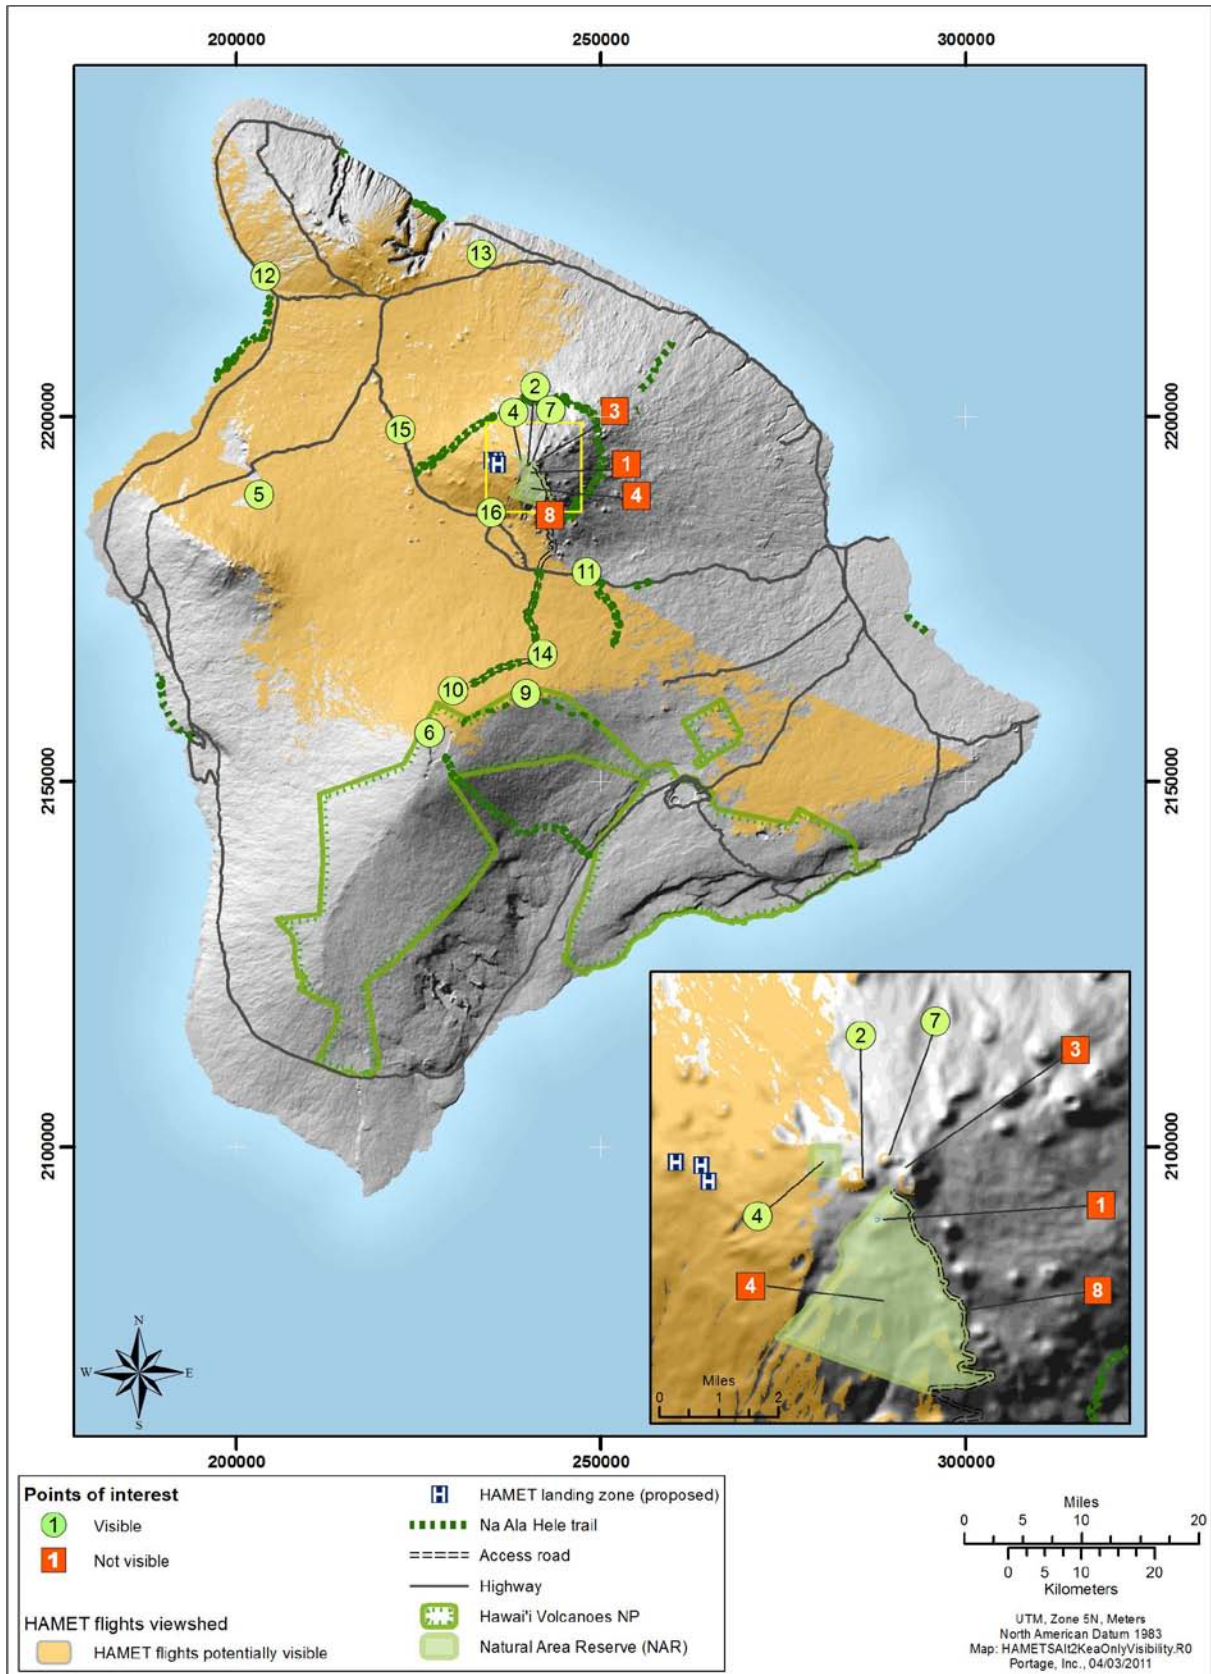 200000
250000
300000
12
13
2
4
7
3
2200000
2200000
15
1
H
5
4
16
8
11
14
10
9
6
2150000
2150000
2
7
3
2100000
2100000
H
H
H
4
1
4
8
Miles
0
1
2
N
W
E
S
200000
250000
300000
Points of interest
1
Visible
1
Not visible
HAMET flights viewshed
HAMET flights potentially visible
H
HAMET landing zone (proposed)
Na Ala Hele trail
Access road
Highway
Hawai'i Volcanoes NP
Natural Area Reserve (NAR)
Miles
0 5 10 20
0 5 10 20
Kilometers
UTM, Zone 5N, Meters
North American Datum 1983
Map: HAMETSAlt2KeaOnlyVisibility.R0
Portage, Inc., 04/03/2011